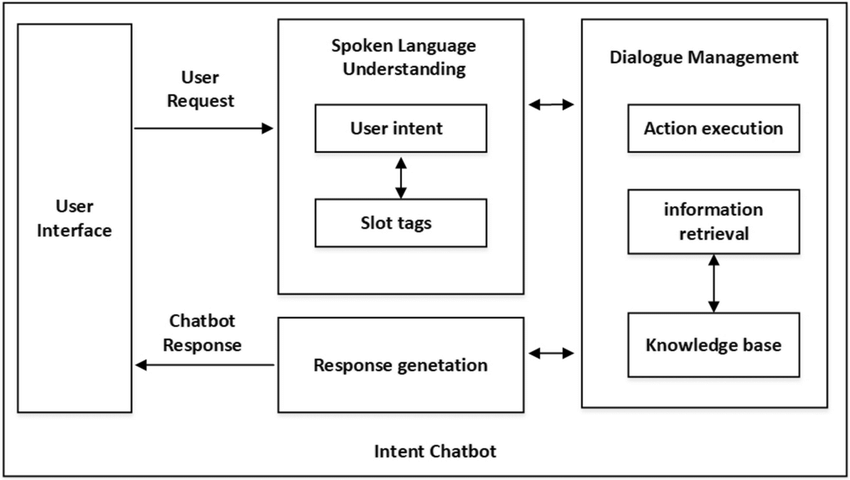 User
Interface
User
Request
Spoken Language
Understanding
User intent
Slot tags
Dialogue Management
Action execution
information
retrieval
Knowledge base
Chatbot
Response
Response genetation
Intent Chatbot